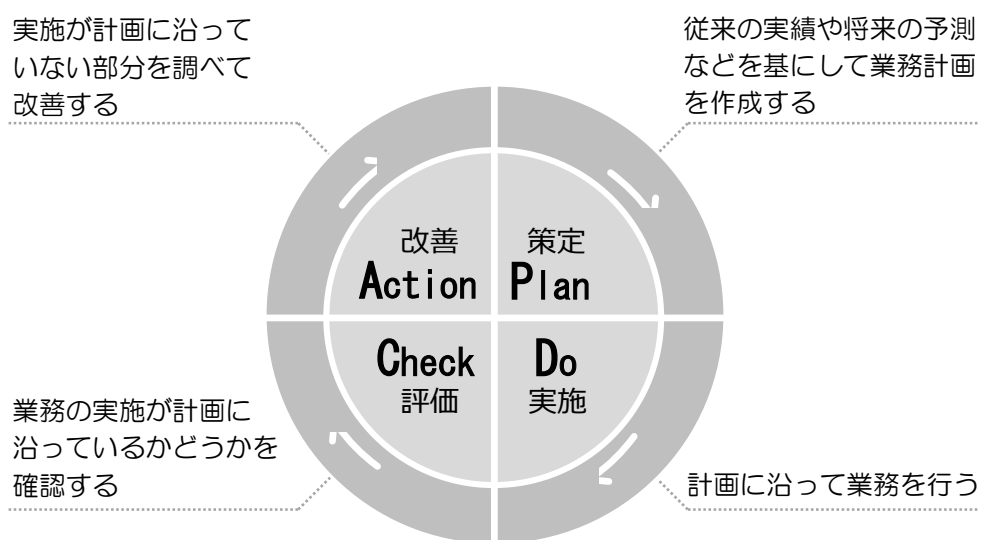 実施が計画に沿って
いない部分を調べて
改善する
従来の実績や将来の予測
などを基にして業務計画
を作成する
改善
Action
策定
Plan
Check
評価
Do
実施
業務の実施が計画に
沿っているかどうかを
確認する
計画に沿って業務を行う